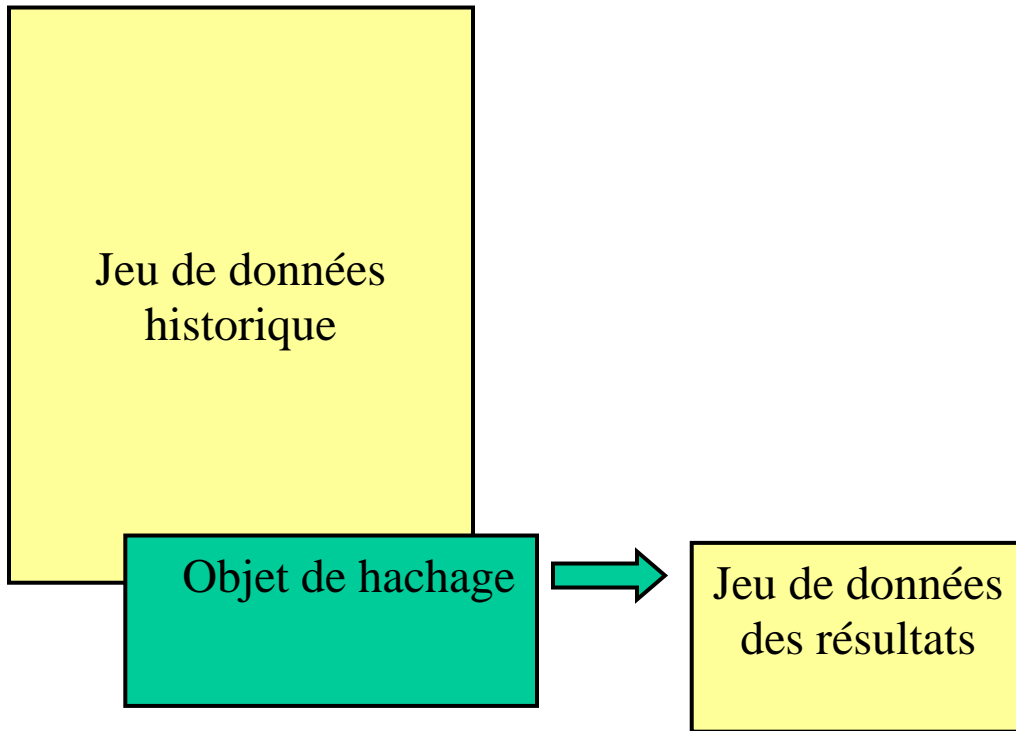 Jeu de données
historique
Objet de hachage
Jeu de données
des résultats